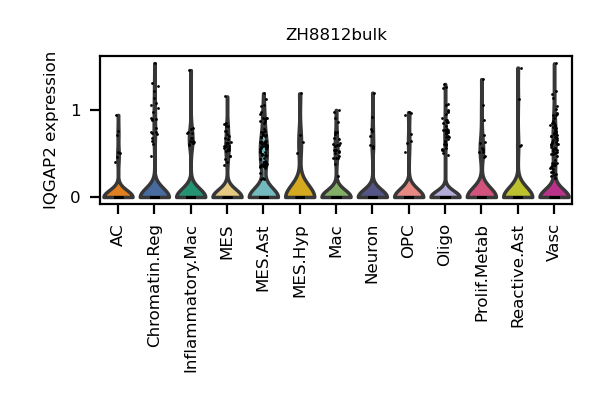 ZH8812bulk
IQGAP2 expression
1
0
AC
Chromatin.Reg
Inflammatory.Mac
MES
MES.Ast
MES.Hyp
Mac
Neuron
OPC
Oligo
Prolif.Metab
Reactive.Ast
Vasc